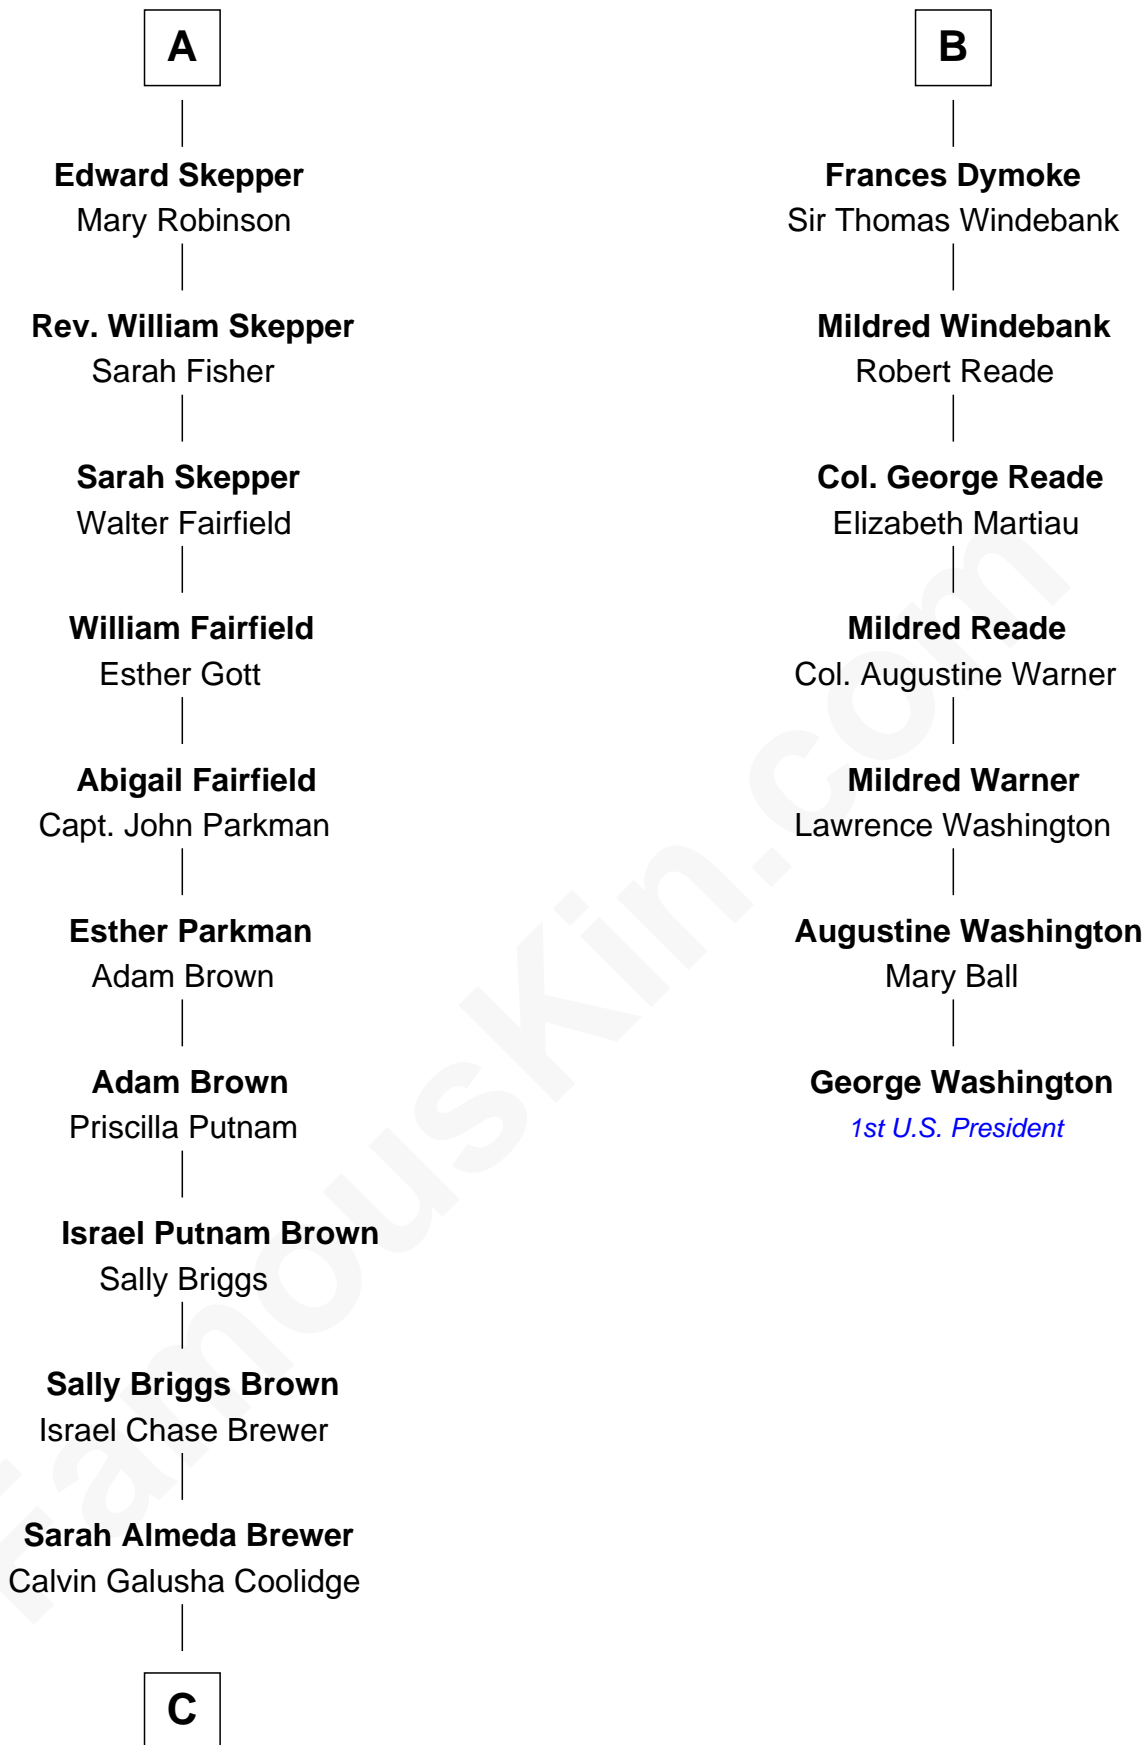 A
Edward Skepper
Mary Robinson
Rev. William Skepper
Sarah Fisher
Sarah Skepper
Walter Fairfield
William Fairfield
Esther Gott
Abigail Fairfield
Capt. John Parkman
Esther Parkman
Adam Brown
Adam Brown
Priscilla Putnam
Israel Putnam Brown
Sally Briggs
Sally Briggs Brown
Israel Chase Brewer
Sarah Almeda Brewer
Calvin Galusha Coolidge
C
B
Frances Dymoke
Sir Thomas Windebank
Mildred Windebank
Robert Reade
Col. George Reade
Elizabeth Martiau
Mildred Reade
Col. Augustine Warner
Mildred Warner
Lawrence Washington
Augustine Washington
Mary Ball
George Washington
1st U.S. President
FamousKin.com